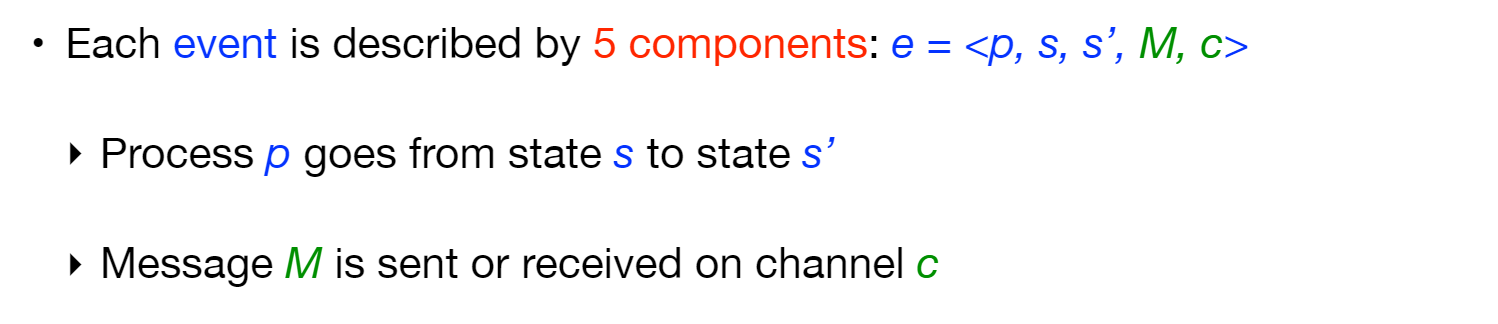 • Each event is described by 5 components: e = <p, s, s’, M, c>
‣ Process p goes from state s to state s’
‣ Message M is sent or received on channel c